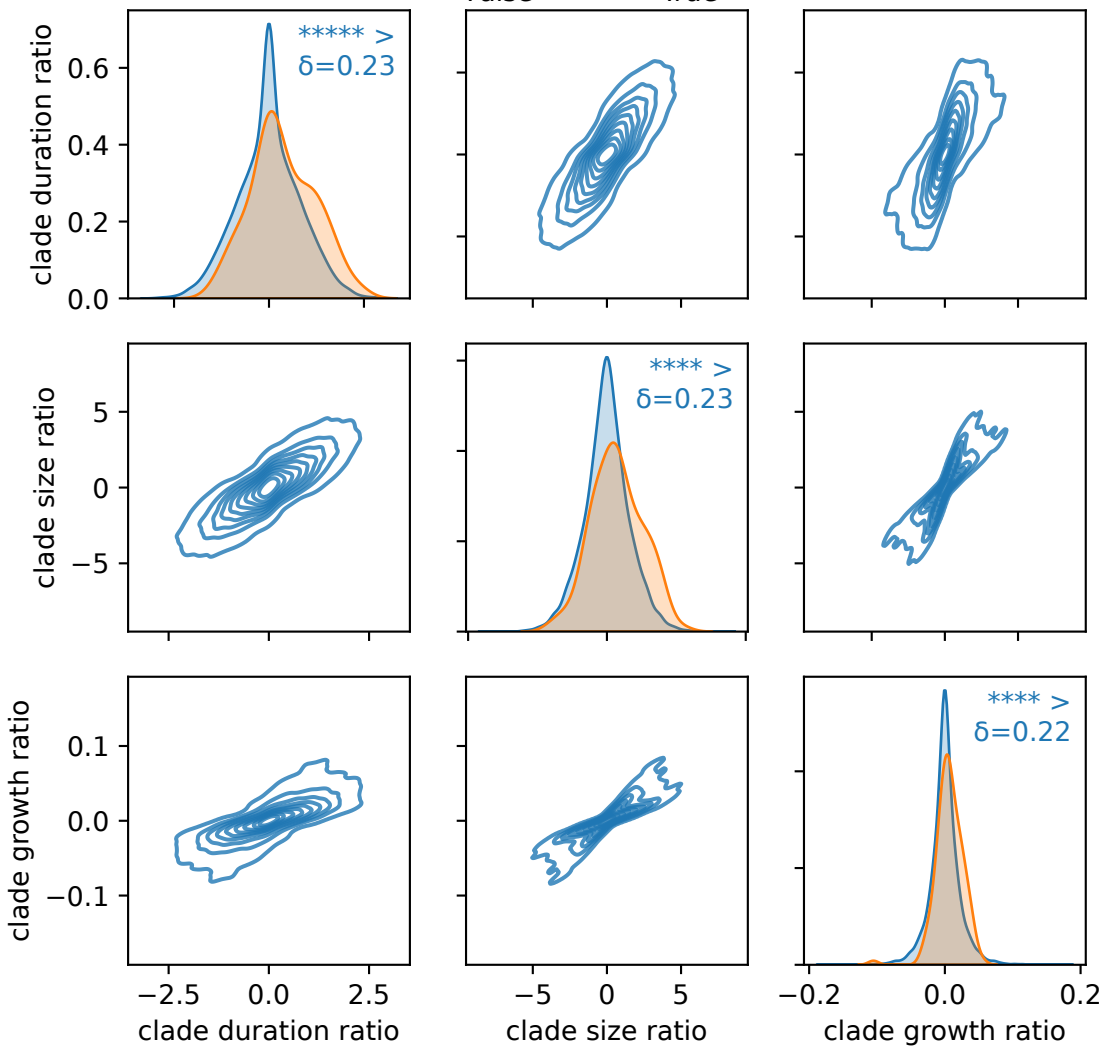 clade duration ratio
0.6
0.4
0.2
0.0
***** >
δ=0.23
clade size ratio
5
0
−5
**** >
δ=0.23
clade growth ratio
0.1
0.0
−0.1
**** >
δ=0.22
−2.5 0.0 2.5
−5 0 5
−0.2 0.0 0.2
clade duration ratio
clade size ratio
clade growth ratio